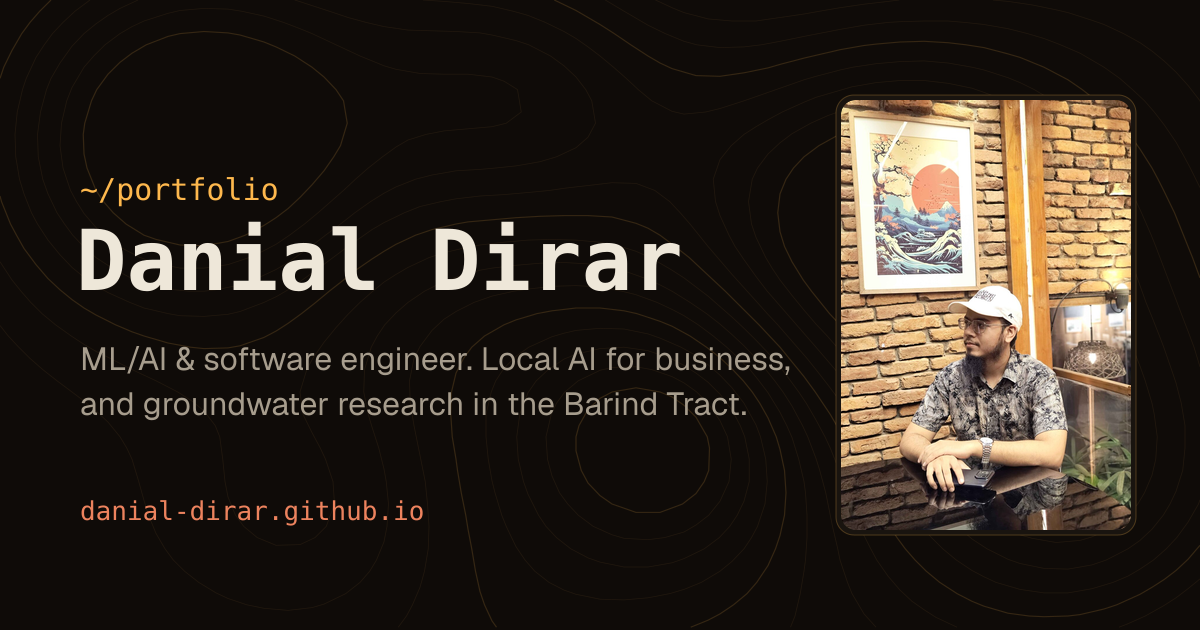 ~/portfolio
Danial Dirar
ML/AI & software engineer. Local AI for business,
and groundwater research in the Barind Tract.
danial-dirar.github.io